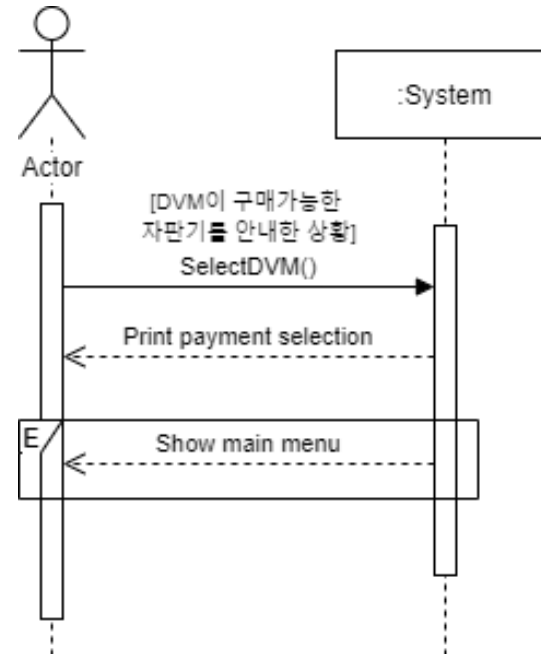 :System
Actor
[DVM이 구매가능한
자판기를 안내한 상황]
SelectDVM()
Print payment selection
E
Show main menu